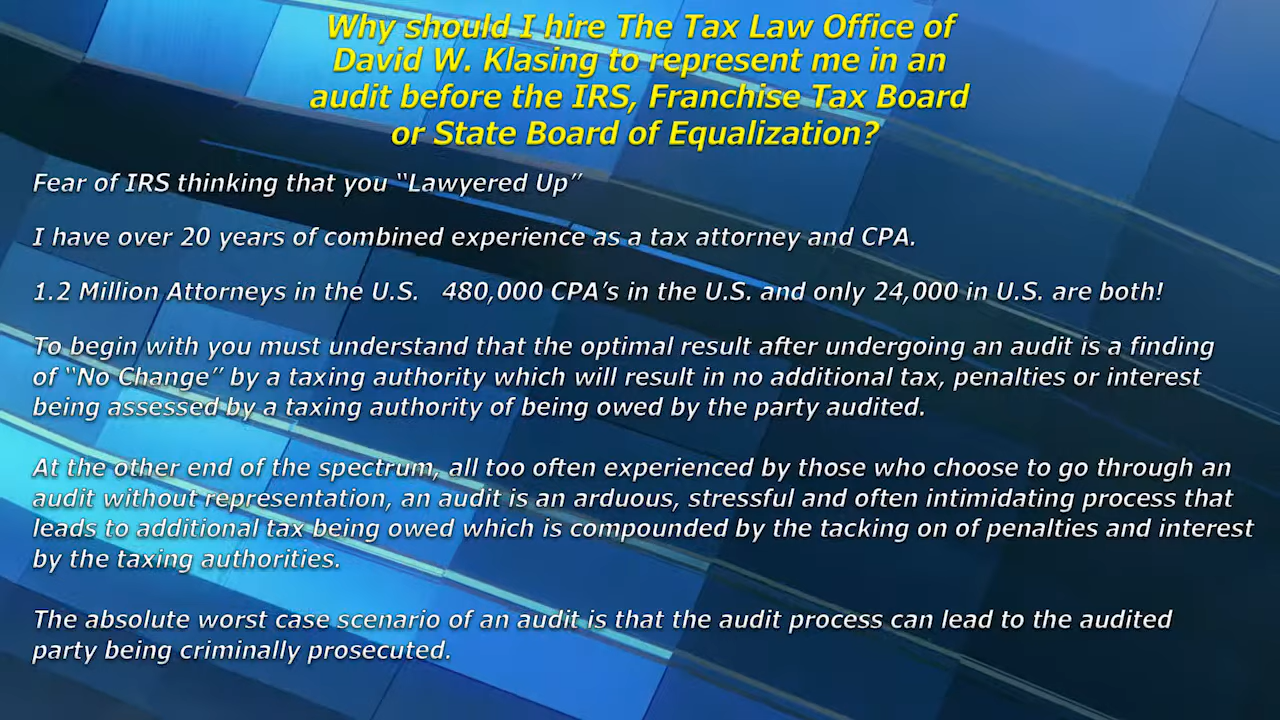 Why should I hire The Tax Law Office of
David W. Klasing to represent me in an
audit before the IRS, Franchise Tax Board
or State Board of Equalization?
Fear of IRS thinking that you “Lawyered Up”
I have over 20 years of combined experience as a tax attorney and CPA.
1.2 Million Attorneys in the U.S.   480,000 CPA’s in the U.S. and only 24,000 in U.S. are both!
To begin with you must understand that the optimal result after undergoing an audit is a finding
of “No Change” by a taxing authority which will result in no additional tax, penalties or interest
being assessed by a taxing authority of being owed by the party audited.
At the other end of the spectrum, all too often experienced by those who choose to go through an
audit without representation, an audit is an arduous, stressful and often intimidating process that
leads to additional tax being owed which is compounded by the tacking on of penalties and interest
by the taxing authorities.
The absolute worst case scenario of an audit is that the audit process can lead to the audited
party being criminally prosecuted.